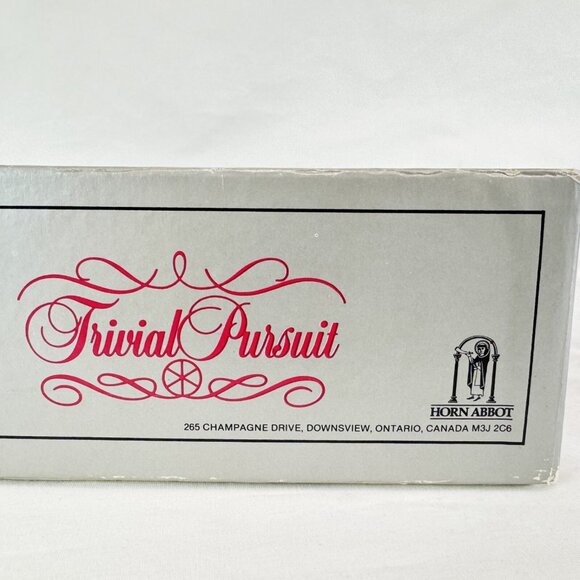 Trivial Pursuit
HORN ABBOT
265 CHAMPAGNE DRIVE, DOWNSVIEW, ONTARIO, CANADA M3J 2C6